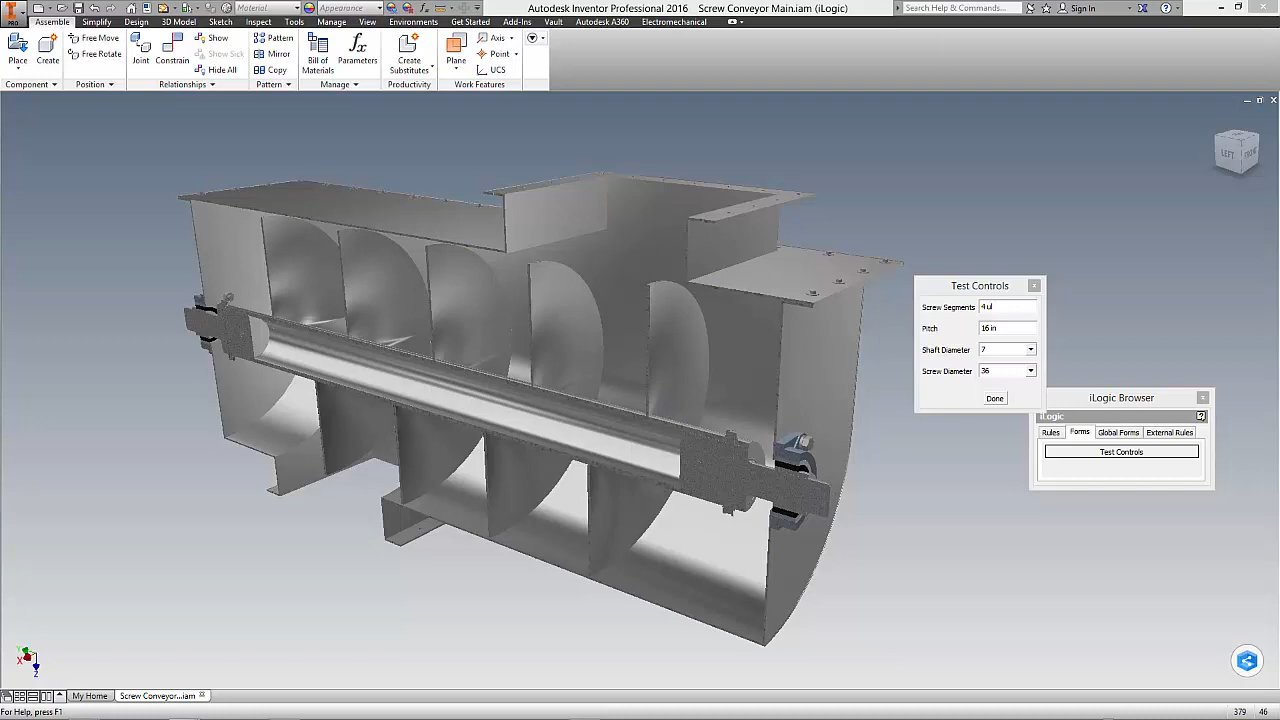 Material
Appearance
Autodesk Inventor Professional 2016 Screw Conveyor Main.iam (iLogic)
Search Help & Commands...
Sign In
PRO
Assemble Simplify Design 3D Model Sketch Inspect Tools Manage View Environments Get Started Add-Ins Vault Autodesk A360 Electromechanical
Place
Create
Free Move
Free Rotate
Joint
Constrain
Show
Show Sick
Hide All
Pattern
Mirror
Copy
Bill of
Materials
fx
Parameters
Create
Substitutes
Plane
Axis
Point
UCS
Component Position Relationships Pattern Manage Productivity Work Features
LEFT
Test Controls
Screw Segments 4 ul
Pitch 16 in
Shaft Diameter 7
Screw Diameter 36
Done
iLogic Browser
iLogic
Rules Forms Global Forms External Rules
Test Controls
Y
X
Z
My Home Screw Conveyor...iam
For Help, press F1
379 46